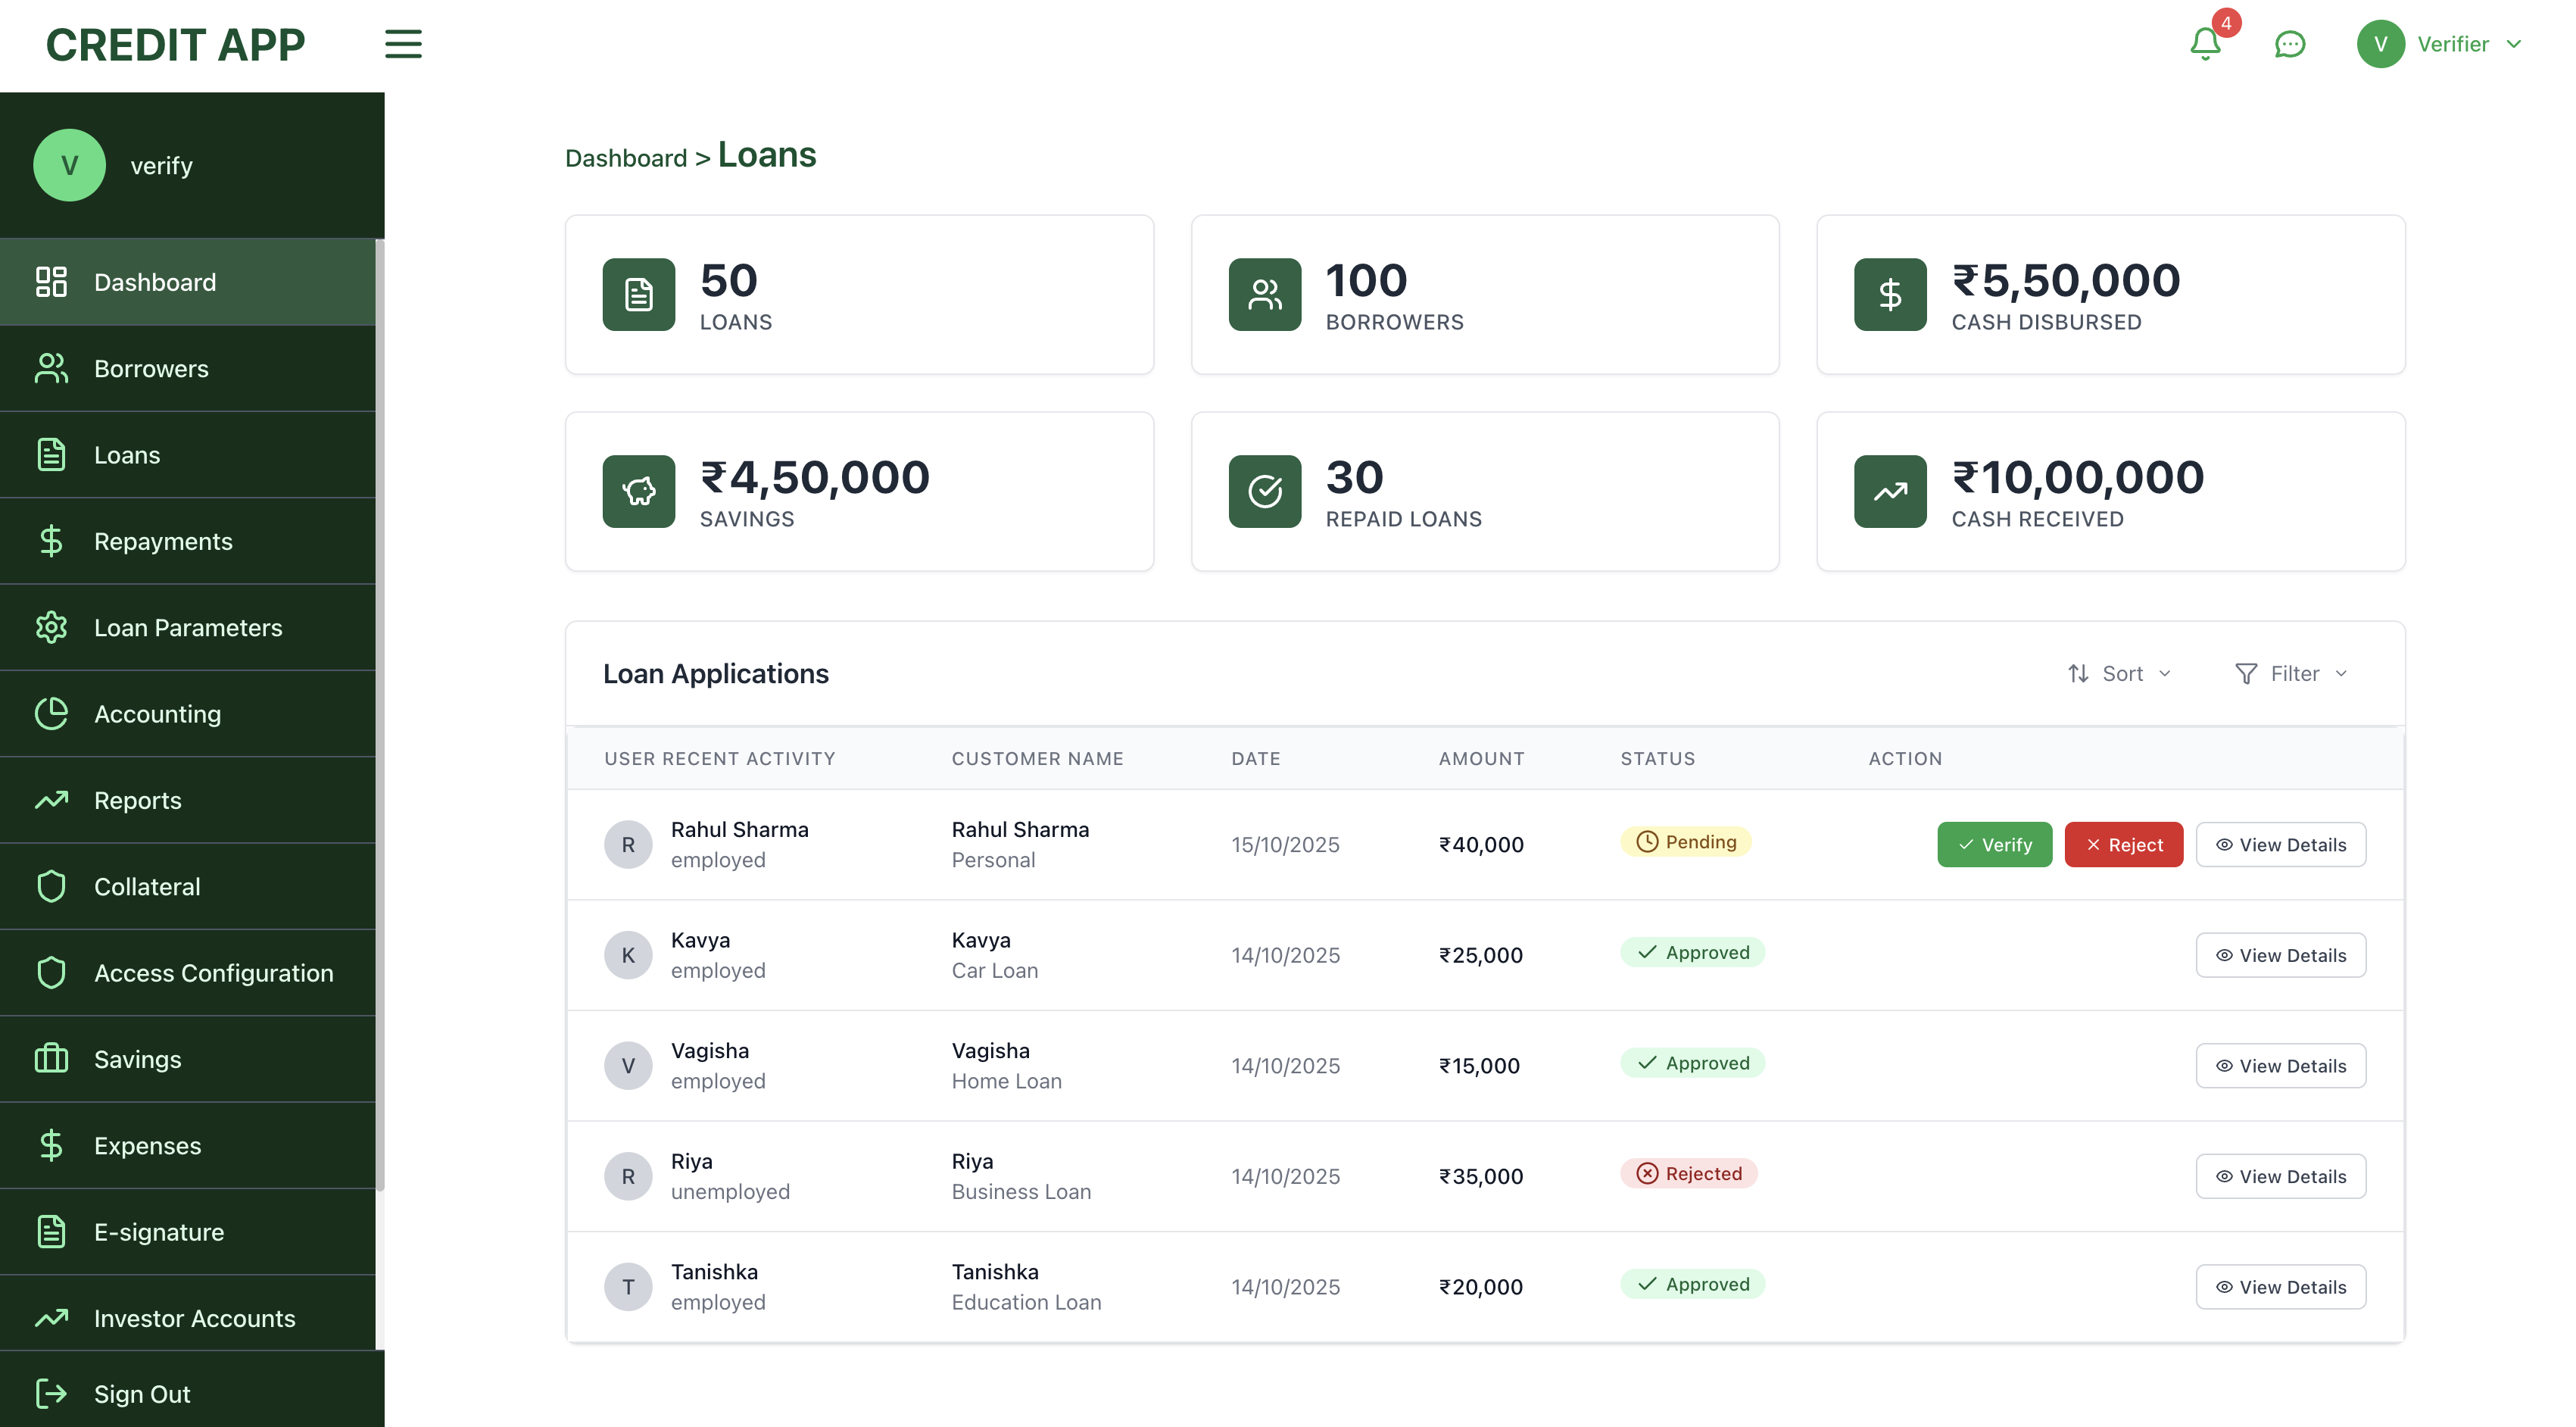 CREDIT APP
4
V
Verifier
V
verify
Dashboard
Borrowers
Loans
Repayments
Loan Parameters
Accounting
Reports
Collateral
Access Configuration
Savings
Expenses
E-signature
Investor Accounts
Sign Out
Dashboard > Loans
50
LOANS
100
BORROWERS
₹5,50,000
CASH DISBURSED
₹4,50,000
SAVINGS
30
REPAID LOANS
₹10,00,000
CASH RECEIVED
Loan Applications
Sort
Filter
USER RECENT ACTIVITY CUSTOMER NAME DATE AMOUNT STATUS ACTION
R Rahul Sharma Rahul Sharma 15/10/2025 ₹40,000 Pending Verify Reject View Details
employed Personal
K Kavya Kavya 14/10/2025 ₹25,000 Approved View Details
employed Car Loan
V Vagisha Vagisha 14/10/2025 ₹15,000 Approved View Details
employed Home Loan
R Riya Riya 14/10/2025 ₹35,000 Rejected View Details
unemployed Business Loan
T Tanishka Tanishka 14/10/2025 ₹20,000 Approved View Details
employed Education Loan